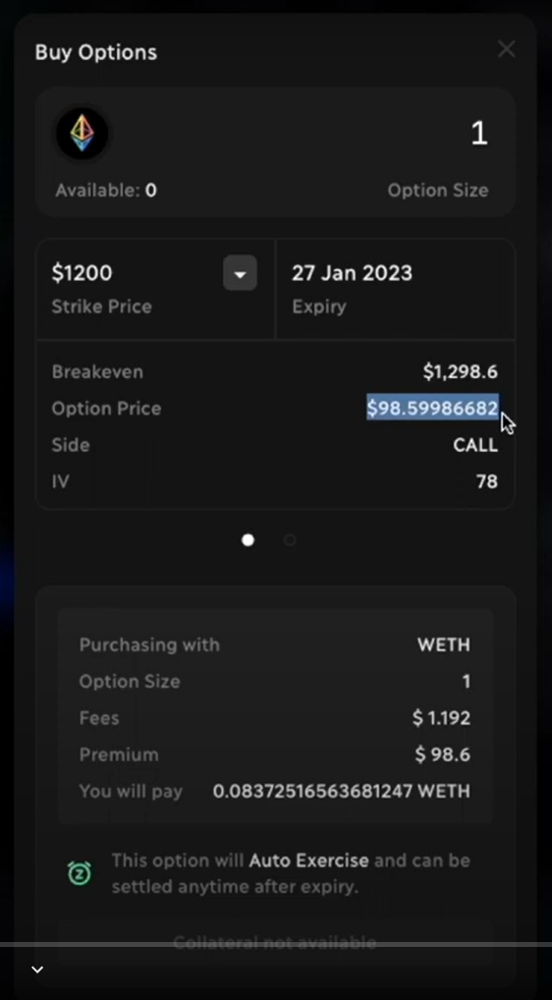 Buy Options
1
Available: 0 Option Size
$1200 27 Jan 2023
Strike Price Expiry
Breakeven $1,298.6
Option Price $98.59986682
Side CALL
IV 78
Purchasing with WETH
Option Size 1
Fees $ 1.192
Premium $ 98.6
You will pay 0.08372516563681247 WETH
This option will Auto Exercise and can be
settled anytime after expiry.
Collateral not available